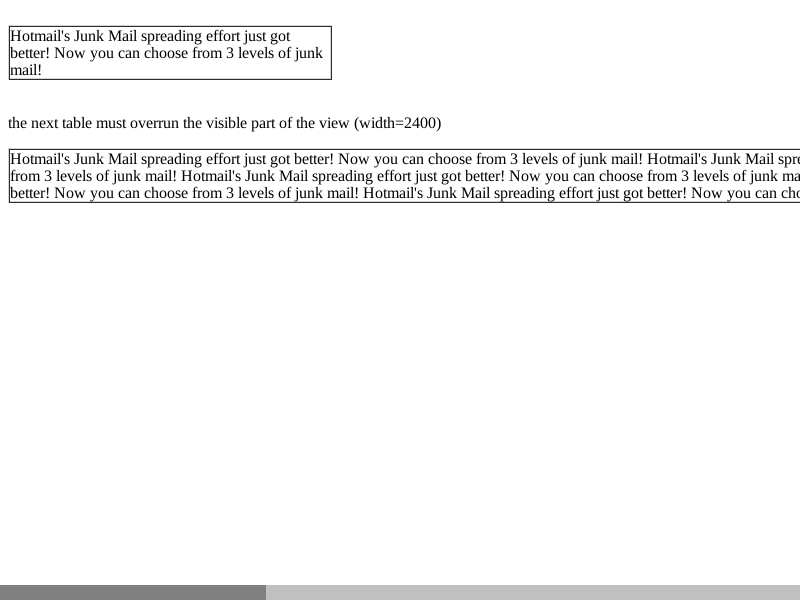 Hotmail's Junk Mail spreading effort just got
better! Now you can choose from 3 levels of junk
mail!
the next table must overrun the visible part of the view (width=2400)
Hotmail's Junk Mail spreading effort just got better! Now you can choose from 3 levels of junk mail! Hotmail's Junk Mail spre
from 3 levels of junk mail! Hotmail's Junk Mail spreading effort just got better! Now you can choose from 3 levels of junk ma
better! Now you can choose from 3 levels of junk mail! Hotmail's Junk Mail spreading effort just got better! Now you can cho